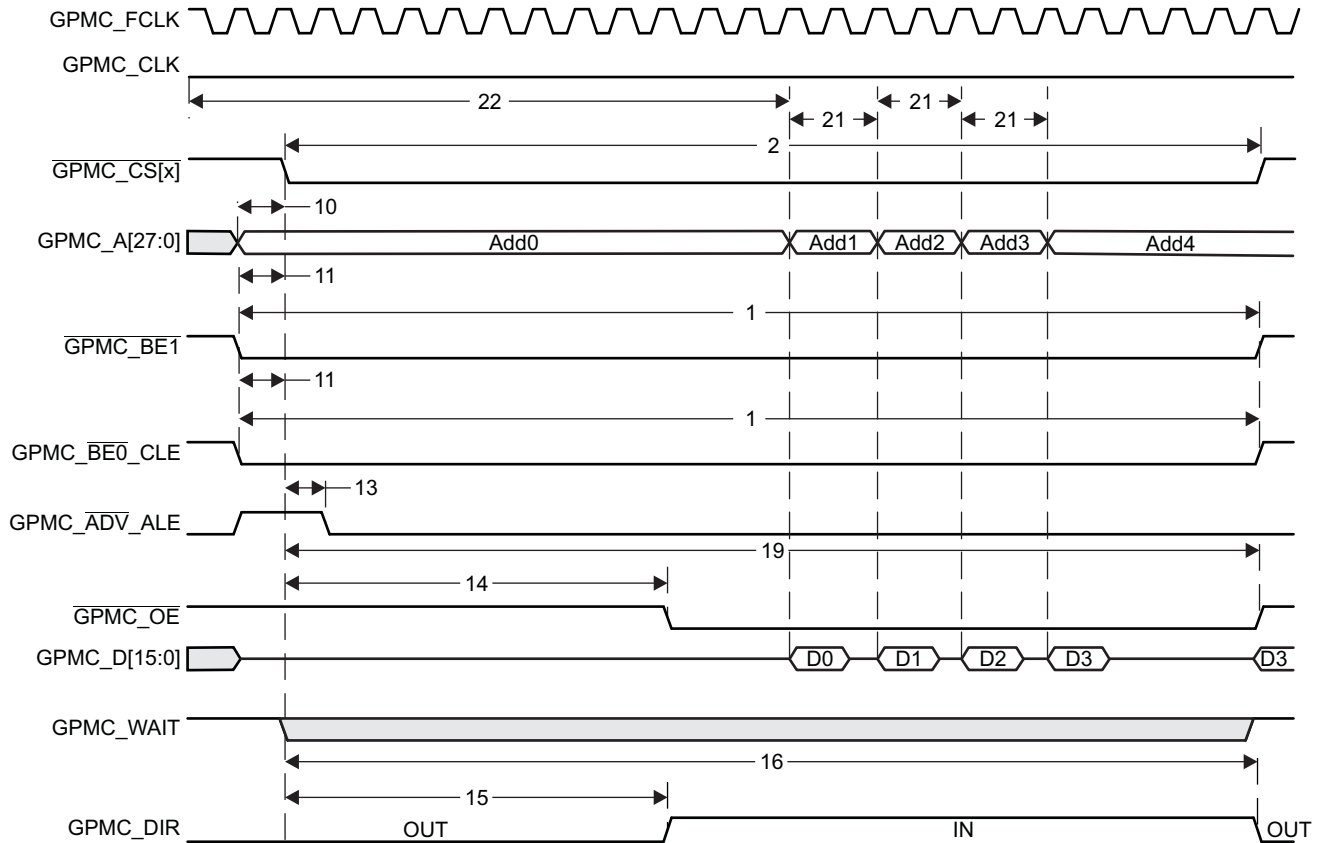 GPMC_FCLK
GPMC_CLK
22
21
21
21
2
GPMC_CS[x]
10
GPMC_A[27:0]
Add0
Add1
Add2
Add3
Add4
11
1
GPMC_BE1
11
1
GPMC_BE0_CLE
13
GPMC_ADV_ALE
19
14
GPMC_OE
GPMC_D[15:0]
D0
D1
D2
D3
D3
GPMC_WAIT
16
15
GPMC_DIR
OUT
IN
OUT